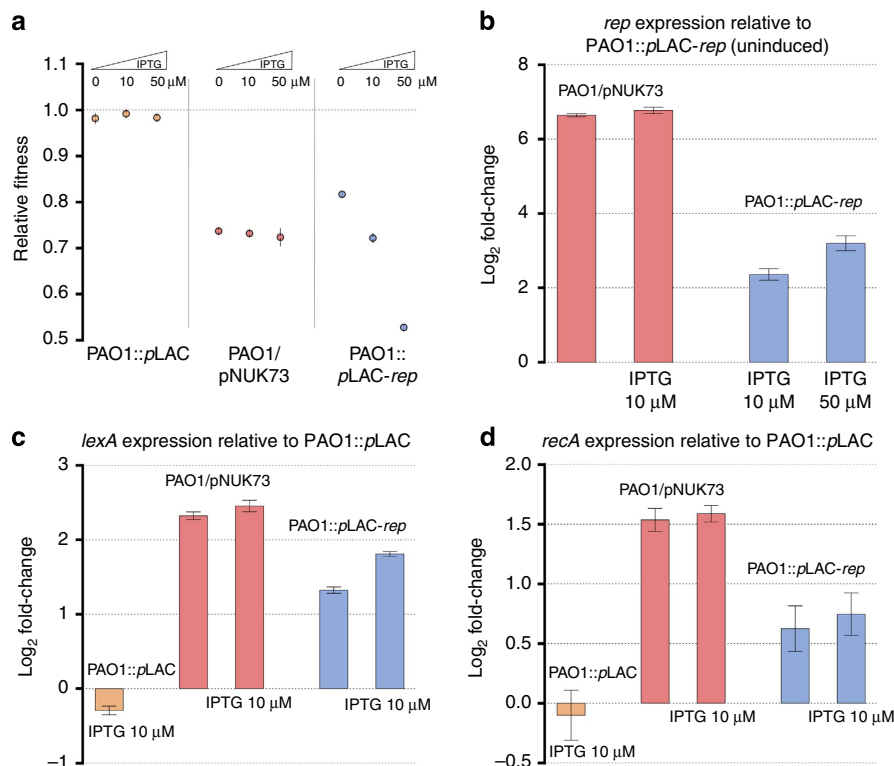 a
1.1
1.0
0.9
0.8
0.7
0.6
0.5
Relative fitness
IPTG
0 10 50 μM
IPTG
0 10 50 μM
IPTG
0 10 50 μM
PAO1::pLAC
PAO1/
pNUK73
PAO1::
pLAC-rep
b
rep expression relative to
PAO1::pLAC-rep (uninduced)
8
6
4
2
0
Log2 fold-change
PAO1/pNUK73
PAO1::pLAC-rep
IPTG
10 μM
IPTG
10 μM
IPTG
50 μM
c
lexA expression relative to PAO1::pLAC
3
2
1
0
–1
Log2 fold-change
PAO1/pNUK73
PAO1::pLAC-rep
PAO1::pLAC
IPTG 10 μM
IPTG 10 μM
IPTG 10 μM
d
recA expression relative to PAO1::pLAC
2.0
1.5
1.0
0.5
0.0
–0.5
Log2 fold-change
PAO1/pNUK73
PAO1::pLAC-rep
PAO1::pLAC
IPTG 10 μM
IPTG 10 μM
IPTG 10 μM